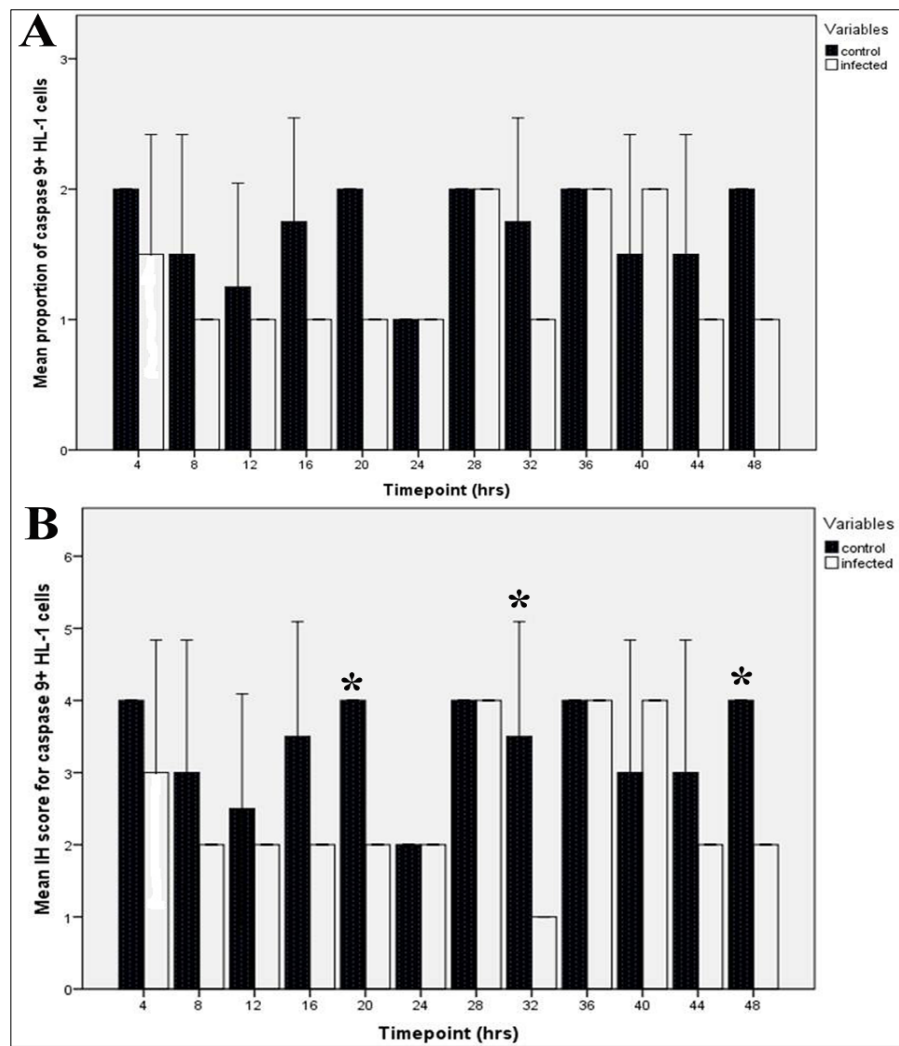 A
Variables
control
infected
Mean proportion of caspase 9+ HL-1 cells
3
2
1
0
4 8 12 16 20 24 28 32 36 40 44 48
Timepoint (hrs)
B
Variables
control
infected
Mean IH score for caspase 9+ HL-1 cells
6
5
4
3
2
1
0
* * *
4 8 12 16 20 24 28 32 36 40 44 48
Timepoint (hrs)